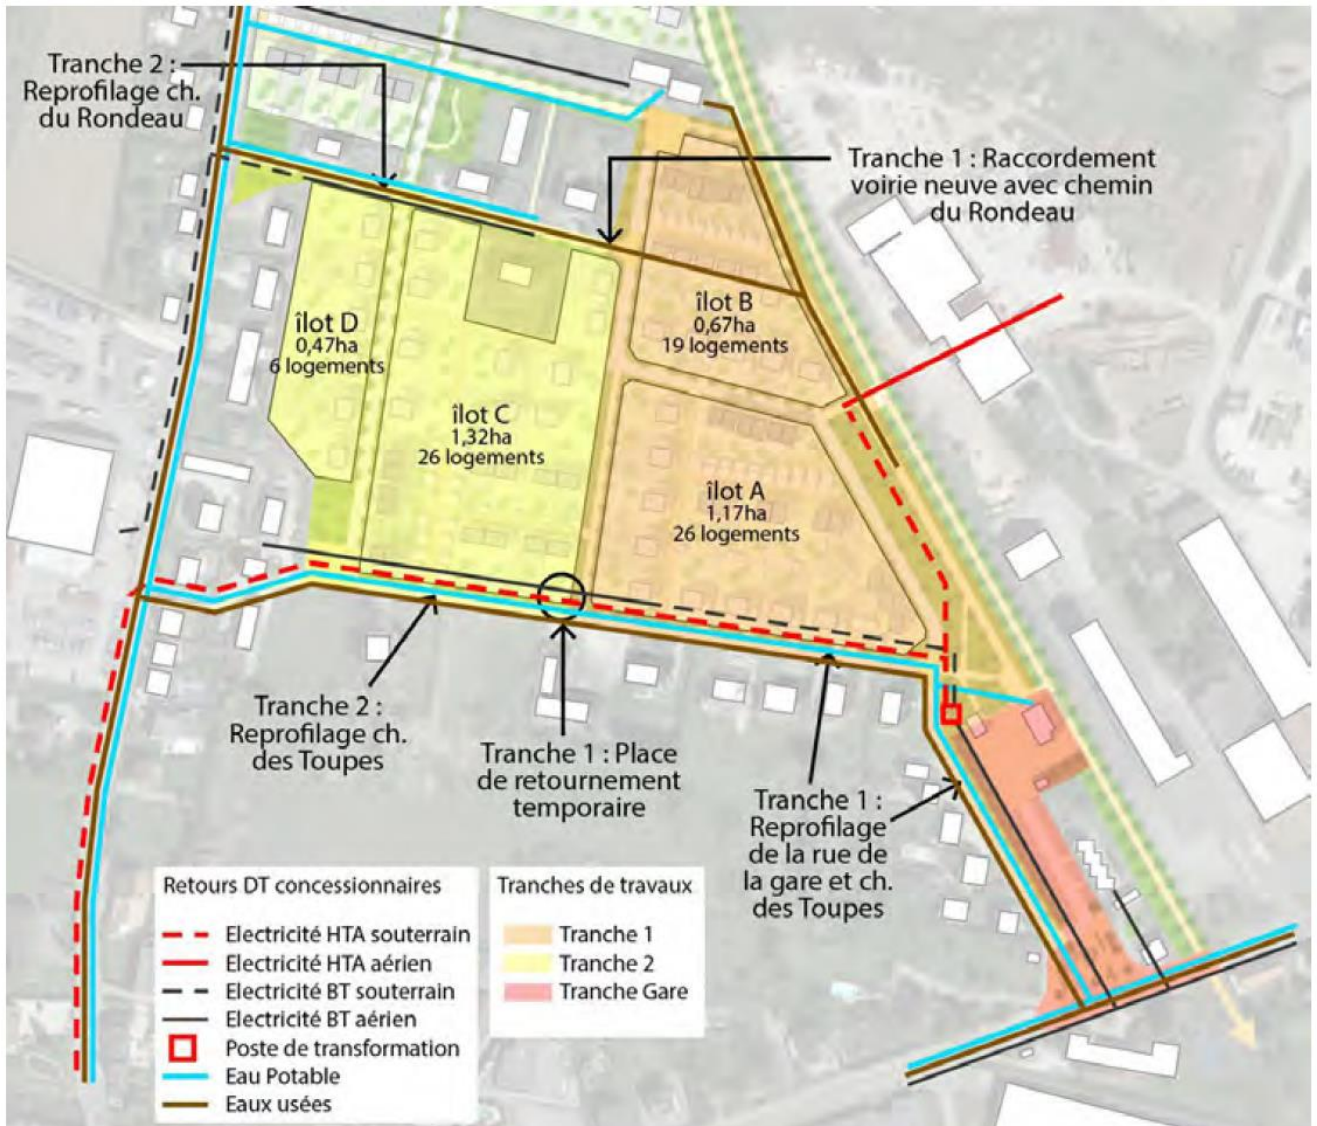 Tranche 2 :
Reprofilage ch.
du Rondeau
Tranche 1 : Raccordement
voirie neuve avec chemin
du Rondeau
îlot B
0,67ha
19 logements
îlot D
0,47ha
6 logements
îlot C
1,32ha
26 logements
îlot A
1,17ha
26 logements
Tranche 2 :
Reprofilage ch.
des Toupes
Tranche 1 : Place
de retournement
temporaire
Tranche 1 :
Reprofilage
de la rue de
la gare et ch.
des Toupes
Retours DT concessionnaires
Electricité HTA souterrain
Electricité HTA aérien
Electricité BT souterrain
Electricité BT aérien
Poste de transformation
Eau Potable
Eaux usées
Tranches de travaux
Tranche 1
Tranche 2
Tranche Gare